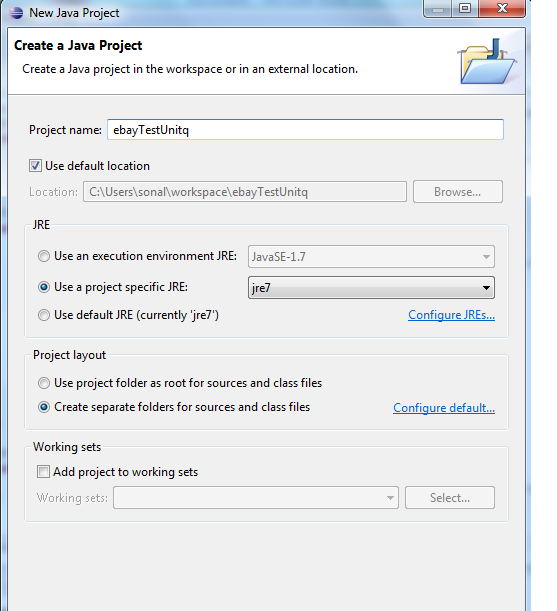 New Java Project
Create a Java Project
Create a Java project in the workspace or in an external location.
Project name: ebayTestUnitq
Use default location
Location: C:\Users\sonal\workspace\ebayTestUnitq Browse...
JRE
Use an execution environment JRE: JavaSE-1.7
Use a project specific JRE: jre7
Use default JRE (currently 'jre7') Configure JREs...
Project layout
Use project folder as root for sources and class files
Create separate folders for sources and class files Configure default...
Working sets
Add project to working sets
Working sets: Select...